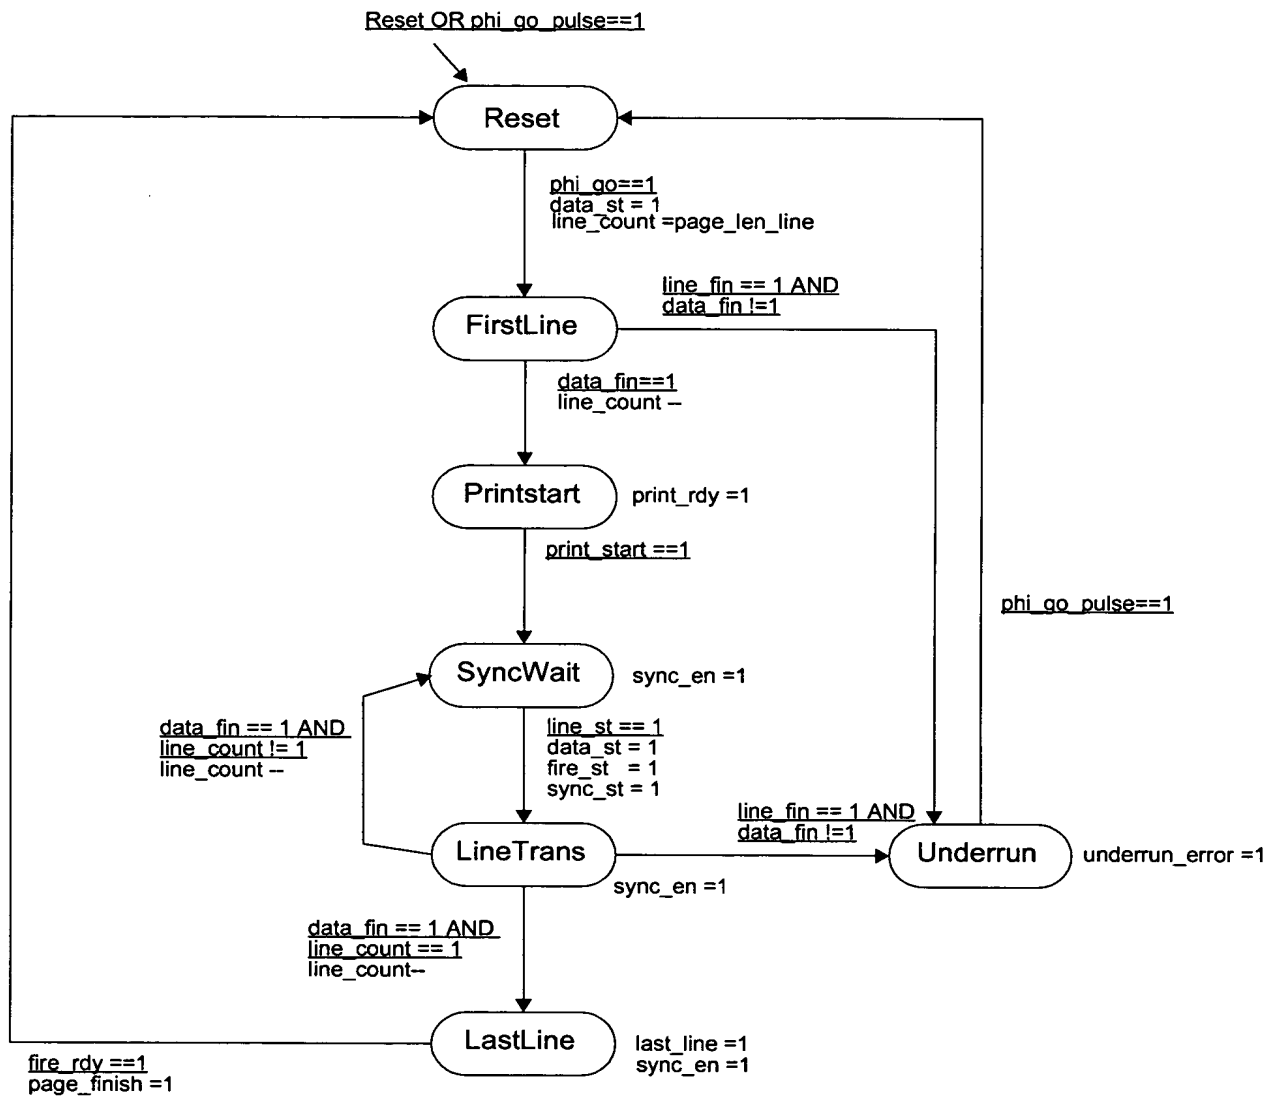 Reset OR phi_go_pulse==1
Reset
phi_go==1
data_st = 1
line_count =page_len_line
line_fin == 1 AND
data_fin !=1
FirstLine
data_fin==1
line_count --
Printstart
print_rdy =1
print_start ==1
phi_go_pulse==1
SyncWait
sync_en =1
data_fin == 1 AND
line_count != 1
line_count --
line_st == 1
data_st = 1
fire_st = 1
sync_st = 1
line_fin == 1 AND
data_fin !=1
LineTrans
sync_en =1
Underrun
underrun_error =1
data_fin == 1 AND
line_count == 1
line_count--
LastLine
last_line =1
sync_en =1
fire_rdy ==1
page_finish =1